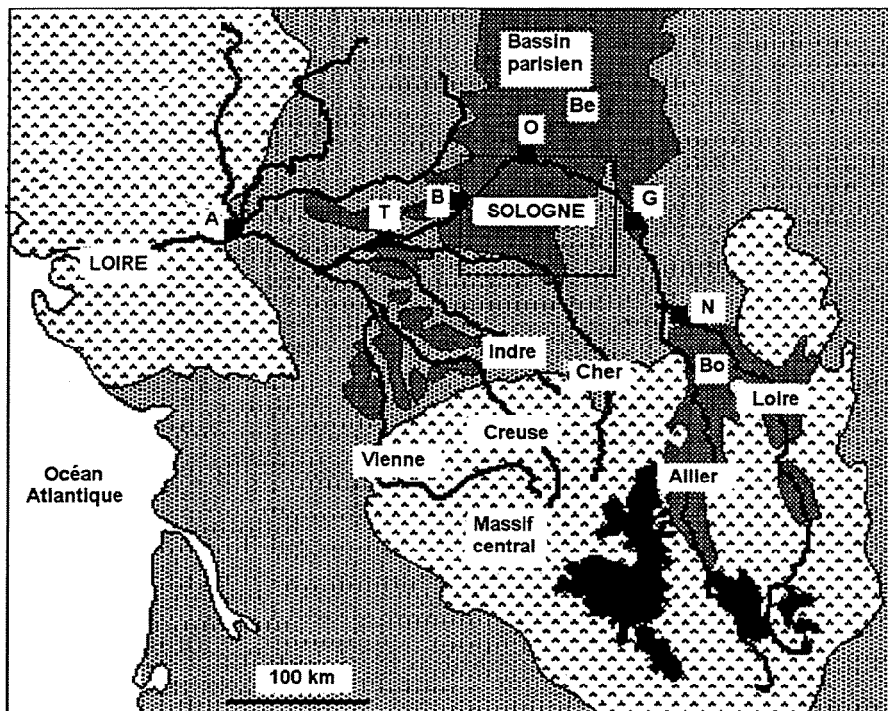 Bassin
parisien
Be
O
A
T
B
SOLOGNE
G
LOIRE
N
Indre
Bo
Cher
Loire
Creuse
Vienne
Océan
Atlantique
Allier
Massif
central
100 km